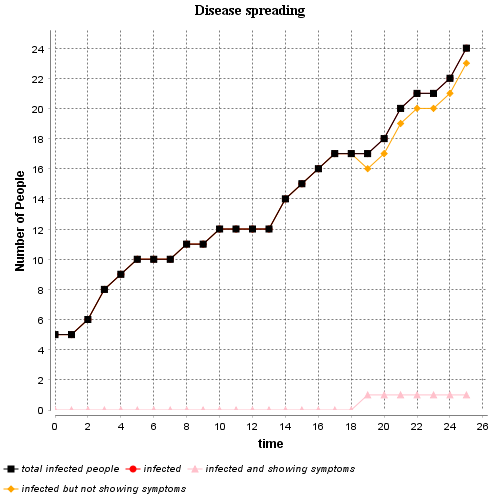 Disease spreading
24
22
20
18
16
14
12
10
8
6
4
2
0
Number of People
0 2 4 6 8 10 12 14 16 18 20 22 24 26
time
total infected people infected infected and showing symptoms
infected but not showing symptoms